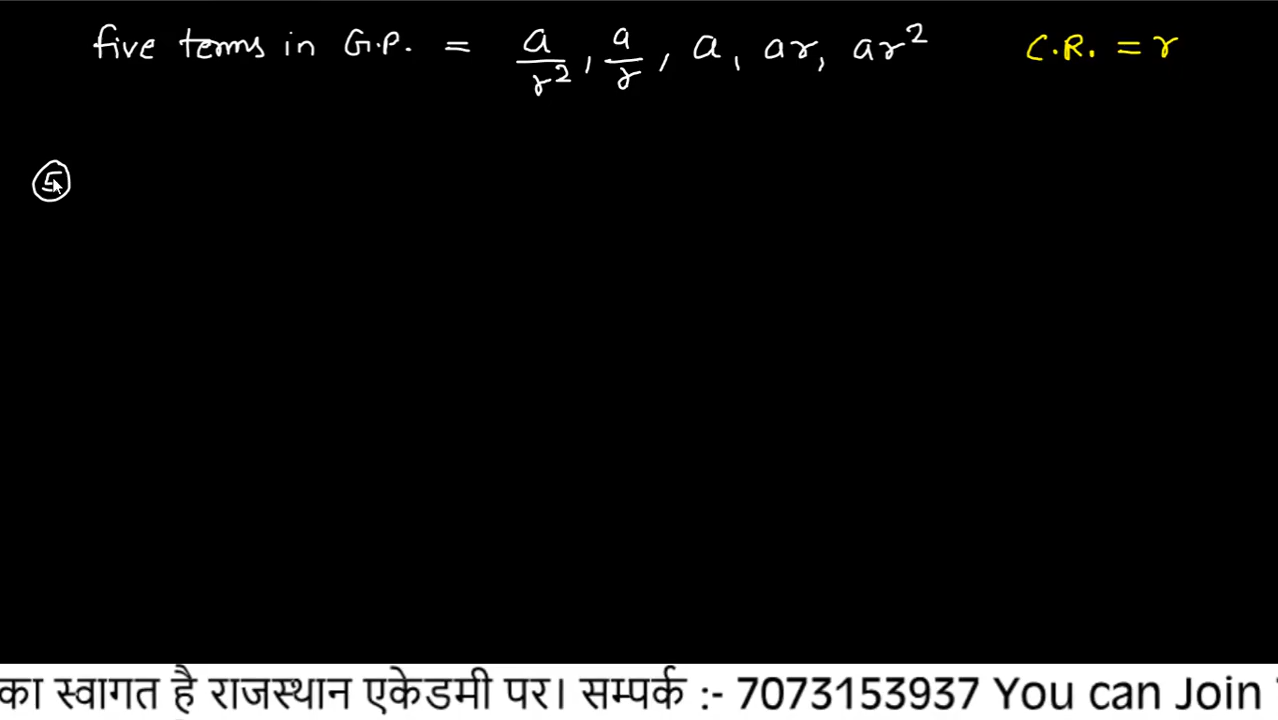 five terms in G.P. = a/r², a/r, a, ar, ar² C.R. = r
⑤
का स्वागत है राजस्थान एकेडमी पर। सम्पर्क :- 7073153937 You can Join